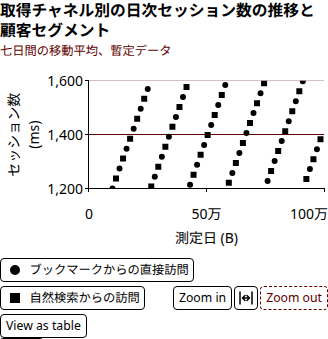 取得チャネル別の日次セッション数の推移と
顧客セグメント
七日間の移動平均、暫定データ
セッション数
(ms)
1,600
1,400
1,200
0
50万
100万
測定日 (B)
ブックマークからの直接訪問
自然検索からの訪問
Zoom in
Zoom out
View as table